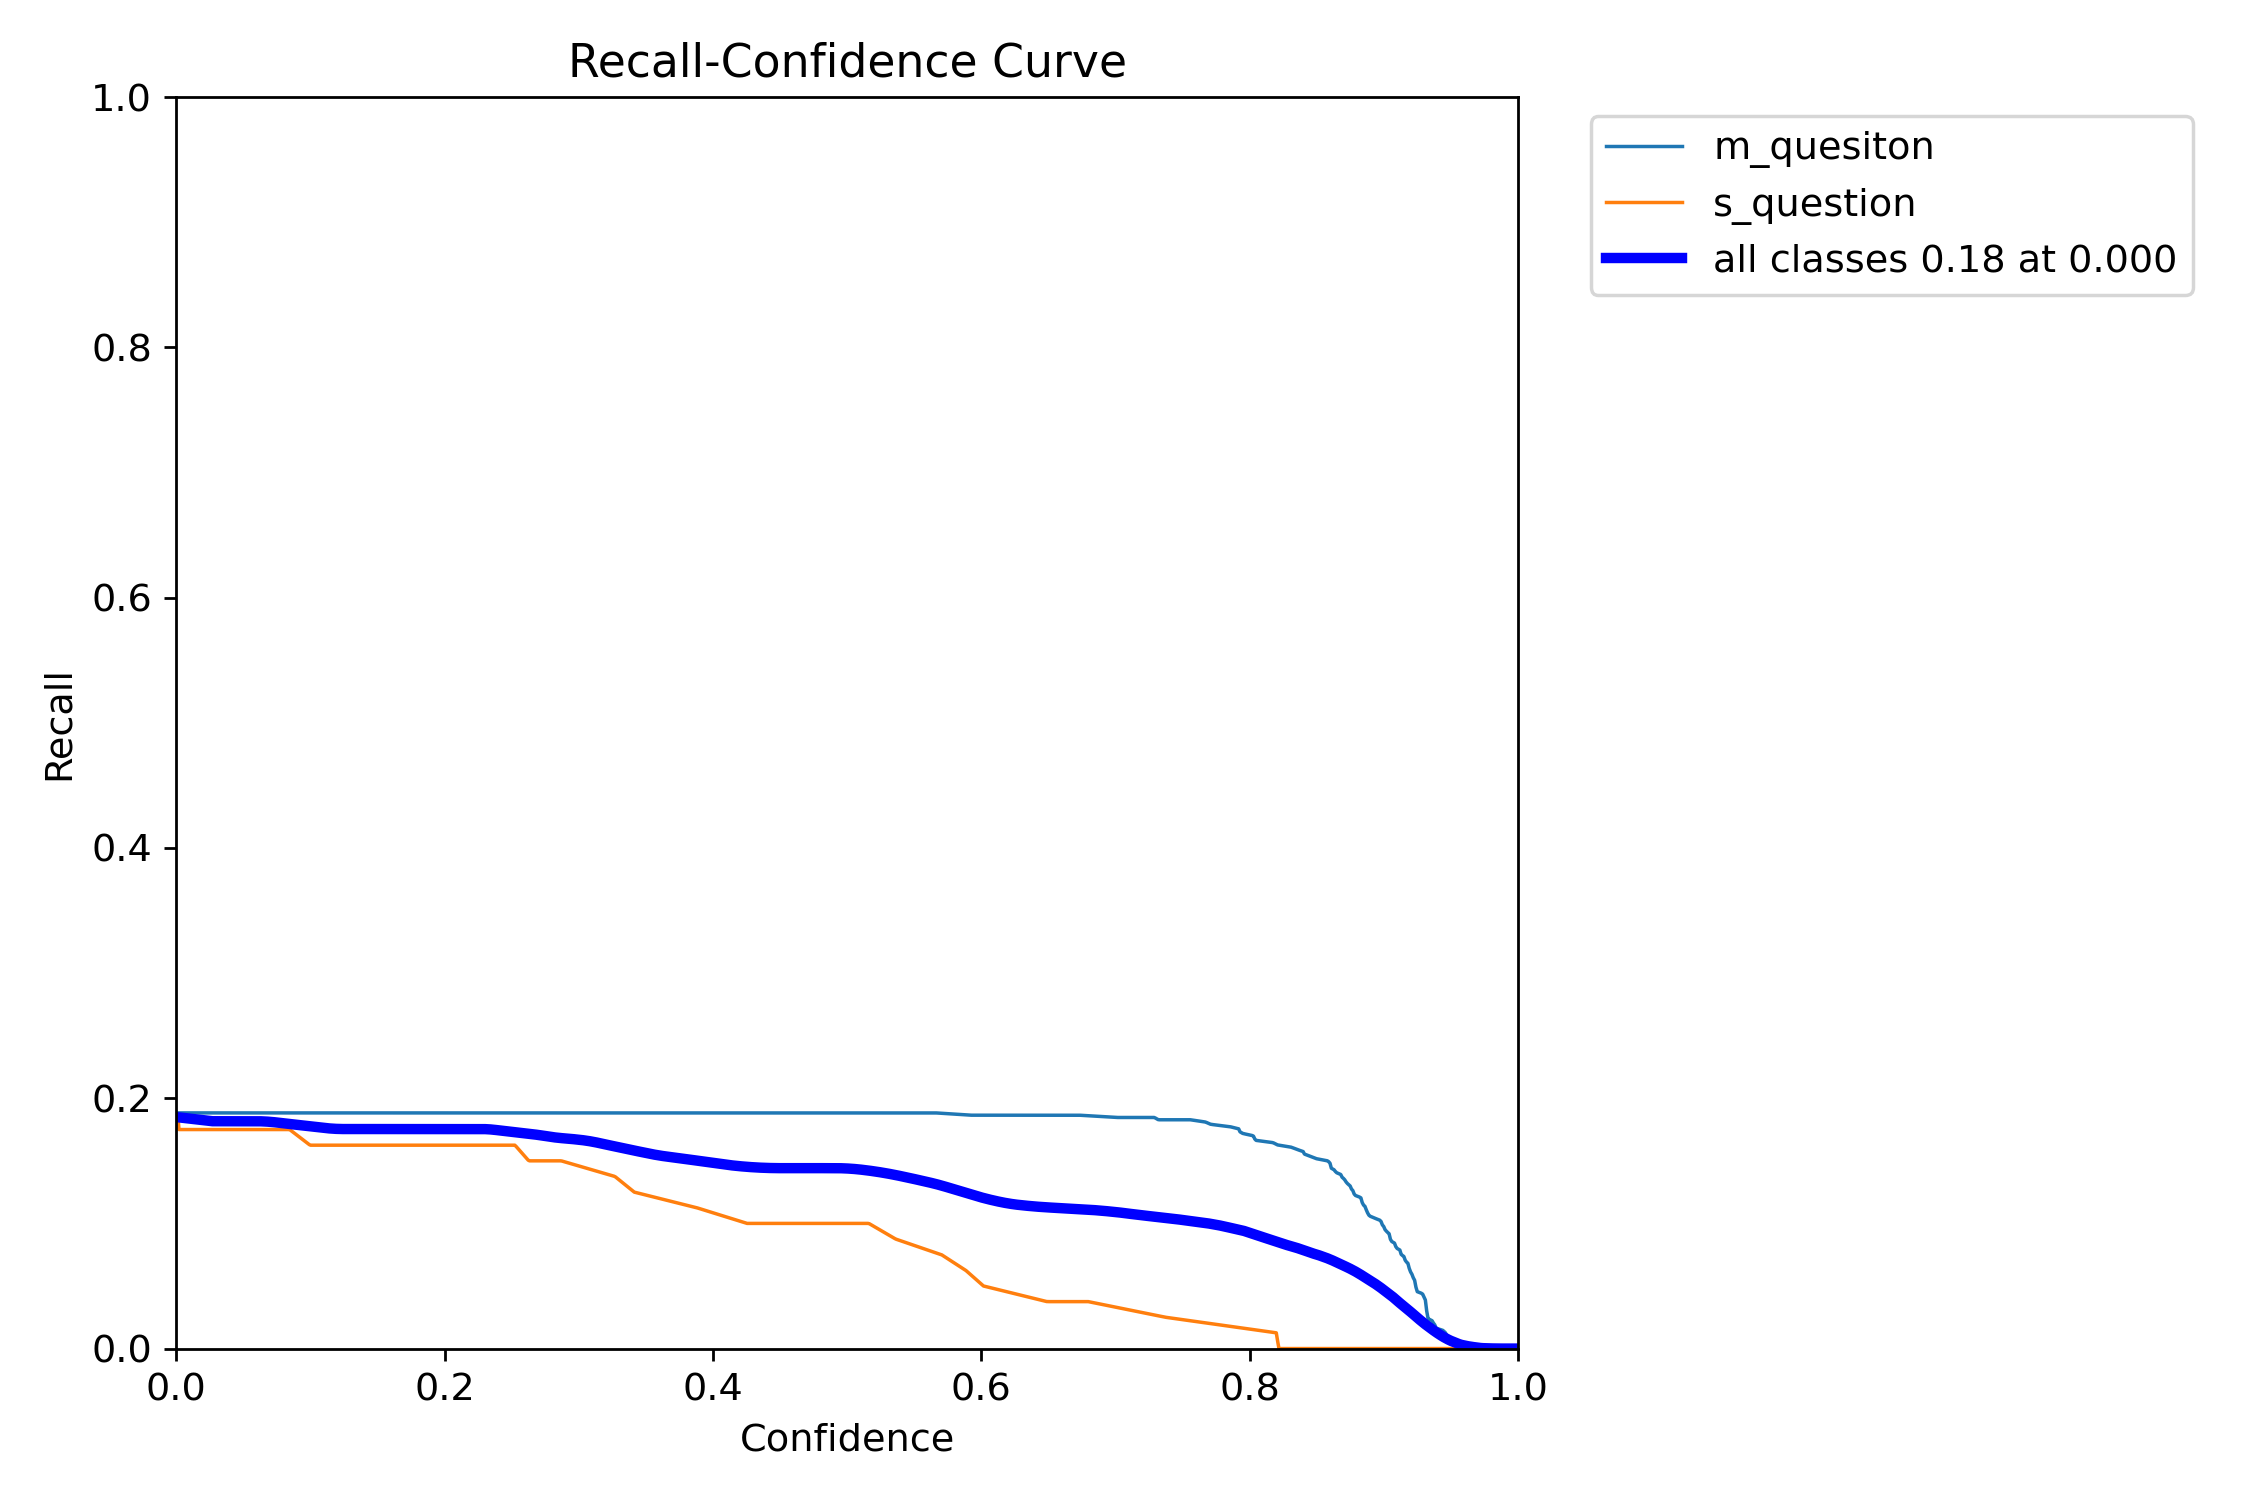 Recall-Confidence Curve
1.0
0.8
0.6
0.4
0.2
0.0
Recall
0.0 0.2 0.4 0.6 0.8 1.0
Confidence
m_quesiton
s_question
all classes 0.18 at 0.000